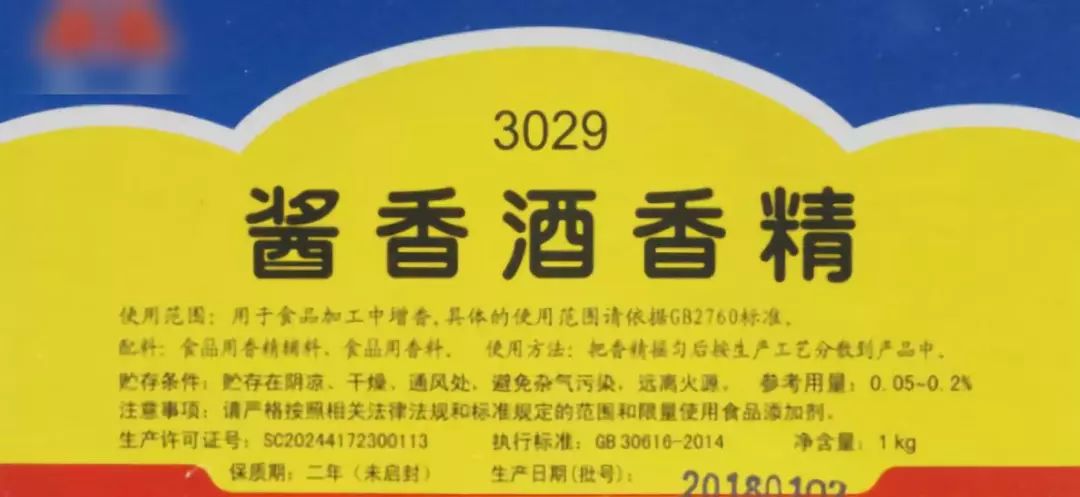 3029
酱香酒香精
使用范围：用于食品加工中增香,具体的使用范围请依据GB2760标准。
配料：食品用香精辅料、食品用香料。 使用方法：把香精摇匀后按生产工艺分散到产品中。
贮存条件：贮存在阴凉、干燥、通风处，避免杂气污染，远离火源。 参考用量：0.05~0.2%
注意事项：请严格按照相关法律法规和标准规定的范围和限量使用食品添加剂。
生产许可证号：SC20244172300113 执行标准：GB 30616-2014 净含量：1 kg
保质期：二年（未启封） 生产日期(批号)：20180102